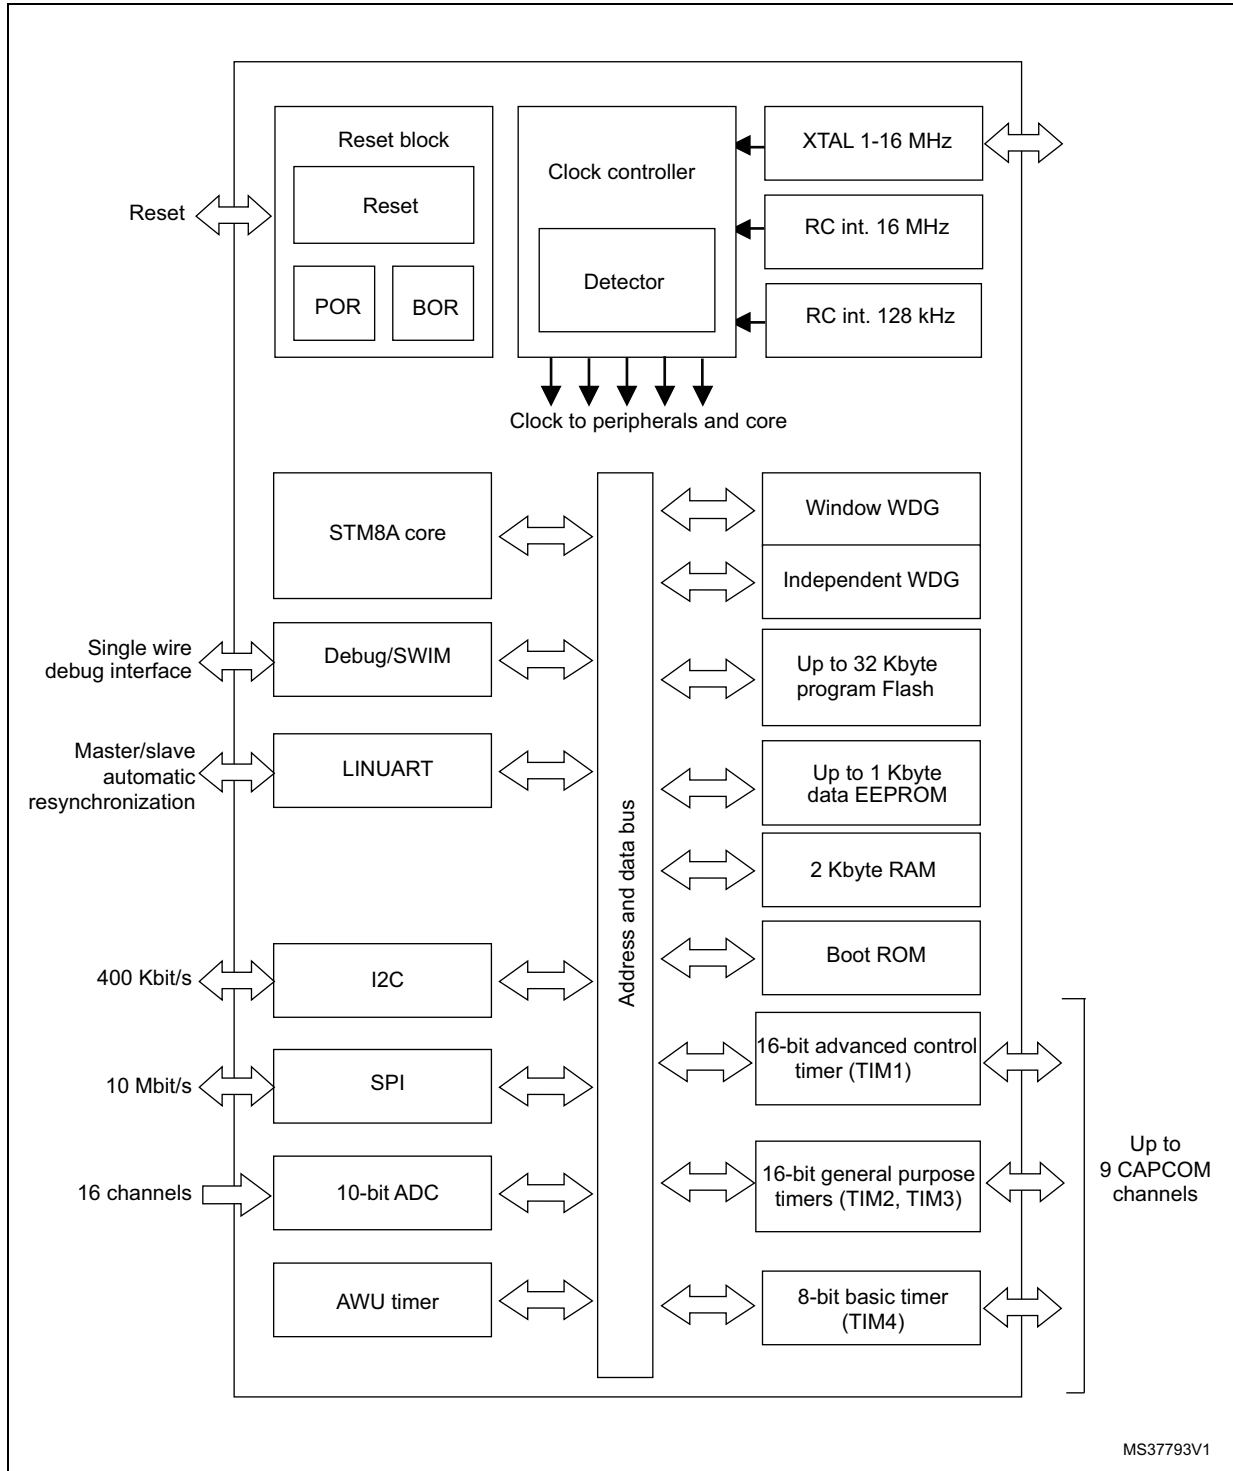 Reset block
Reset
POR
BOR
Reset
Clock controller
Detector
XTAL 1-16 MHz
RC int. 16 MHz
RC int. 128 kHz
Clock to peripherals and core
STM8A core
Single wire
debug interface
Debug/SWIM
Master/slave
automatic
resynchronization
LINUART
400 Kbit/s
I2C
10 Mbit/s
SPI
16 channels
10-bit ADC
AWU timer
Address and data bus
Window WDG
Independent WDG
Up to 32 Kbyte
program Flash
Up to 1 Kbyte
data EEPROM
2 Kbyte RAM
Boot ROM
16-bit advanced control
timer (TIM1)
16-bit general purpose
timers (TIM2, TIM3)
8-bit basic timer
(TIM4)
Up to
9 CAPCOM
channels
MS37793V1